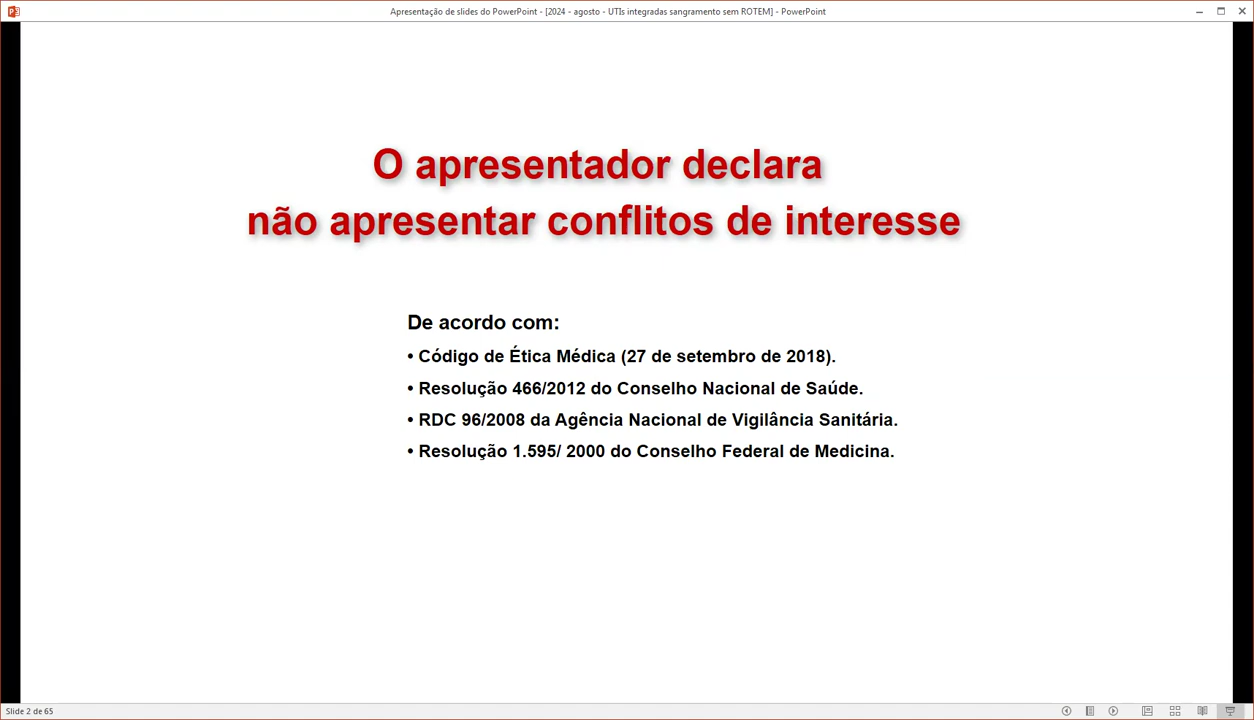 Apresentação de slides do PowerPoint - [2024 - agosto - UTIs integradas sangramento sem ROTEM] - PowerPoint
O apresentador declara
não apresentar conflitos de interesse
De acordo com:
• Código de Ética Médica (27 de setembro de 2018).
• Resolução 466/2012 do Conselho Nacional de Saúde.
• RDC 96/2008 da Agência Nacional de Vigilância Sanitária.
• Resolução 1.595/ 2000 do Conselho Federal de Medicina.
Slide 2 de 65